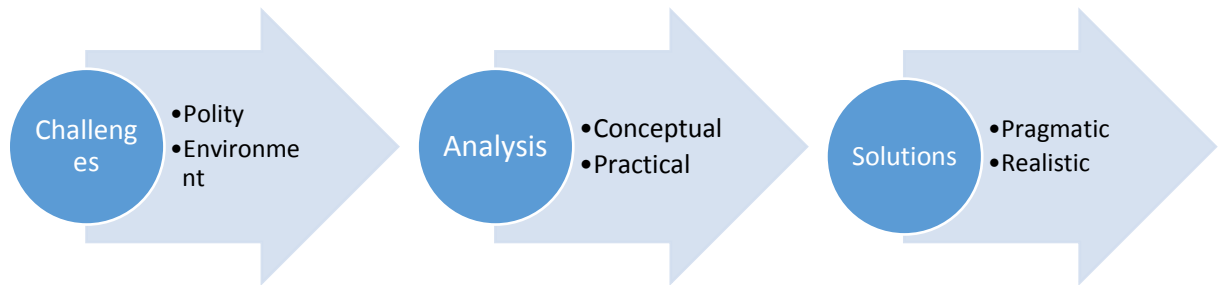 Challeng
es
•Polity
•Environme
nt
Analysis
•Conceptual
•Practical
Solutions
•Pragmatic
•Realistic